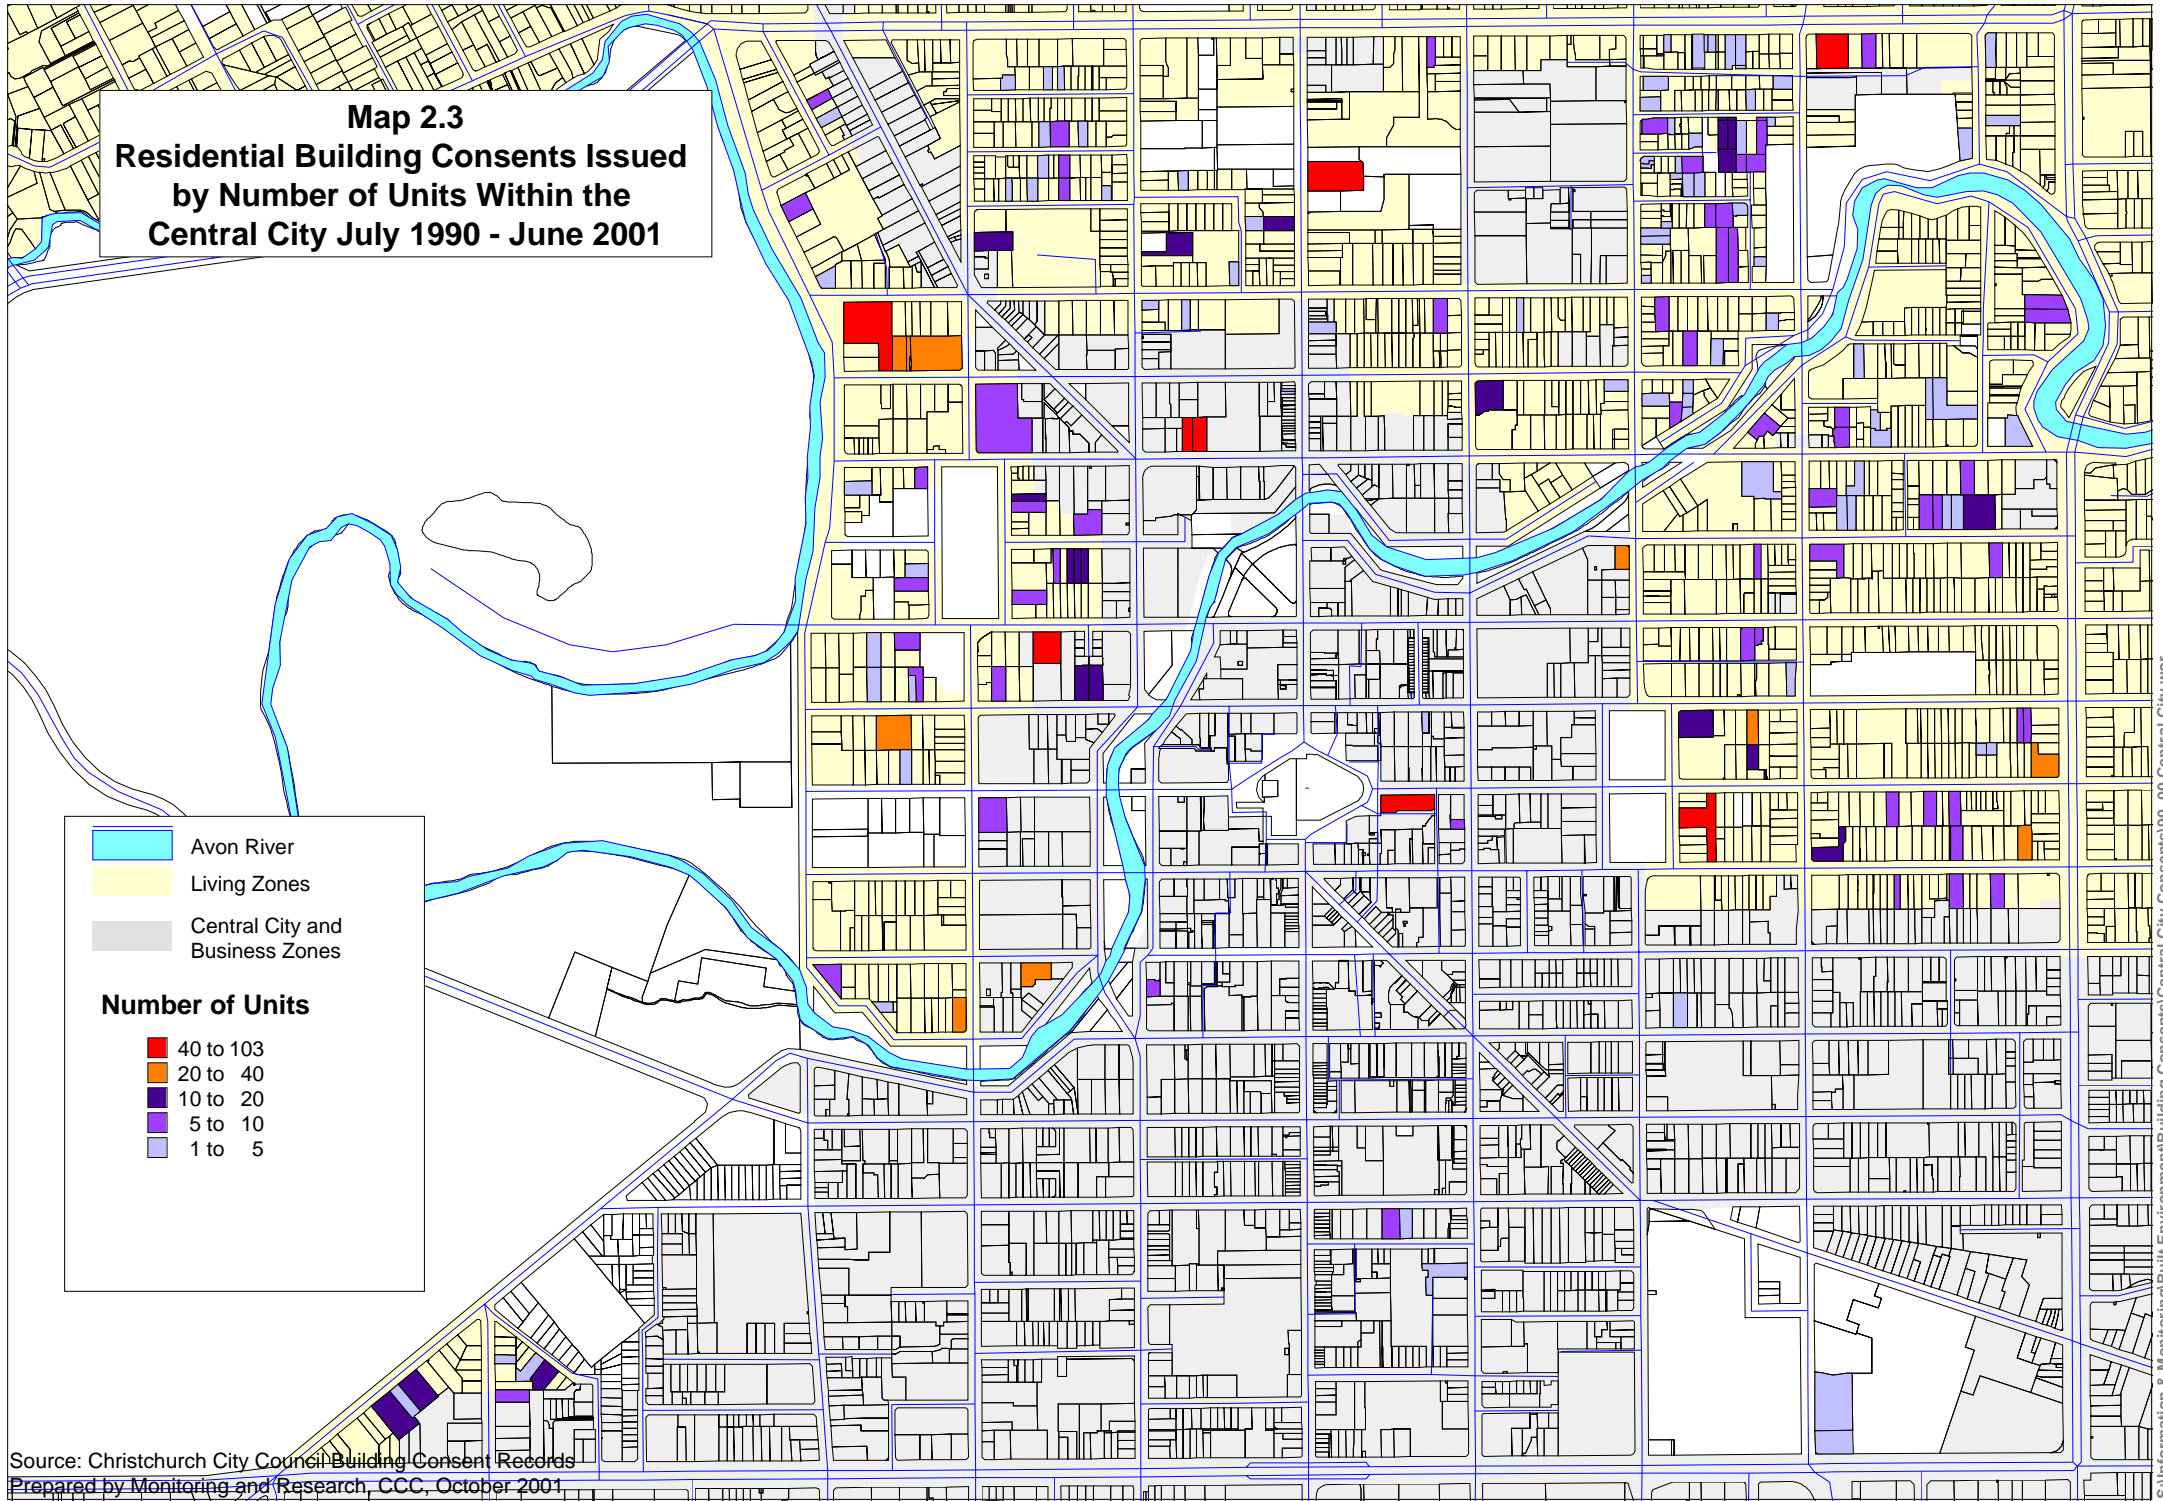 Map 2.3
Residential Building Consents Issued
by Number of Units Within the
Central City July 1990 - June 2001
Avon River
Living Zones
Central City and
Business Zones
Number of Units
40 to 103
20 to 40
10 to 20
5 to 10
1 to 5
Source: Christchurch City Council Building Consent Records
Prepared by Monitoring and Research, CCC, October 2001